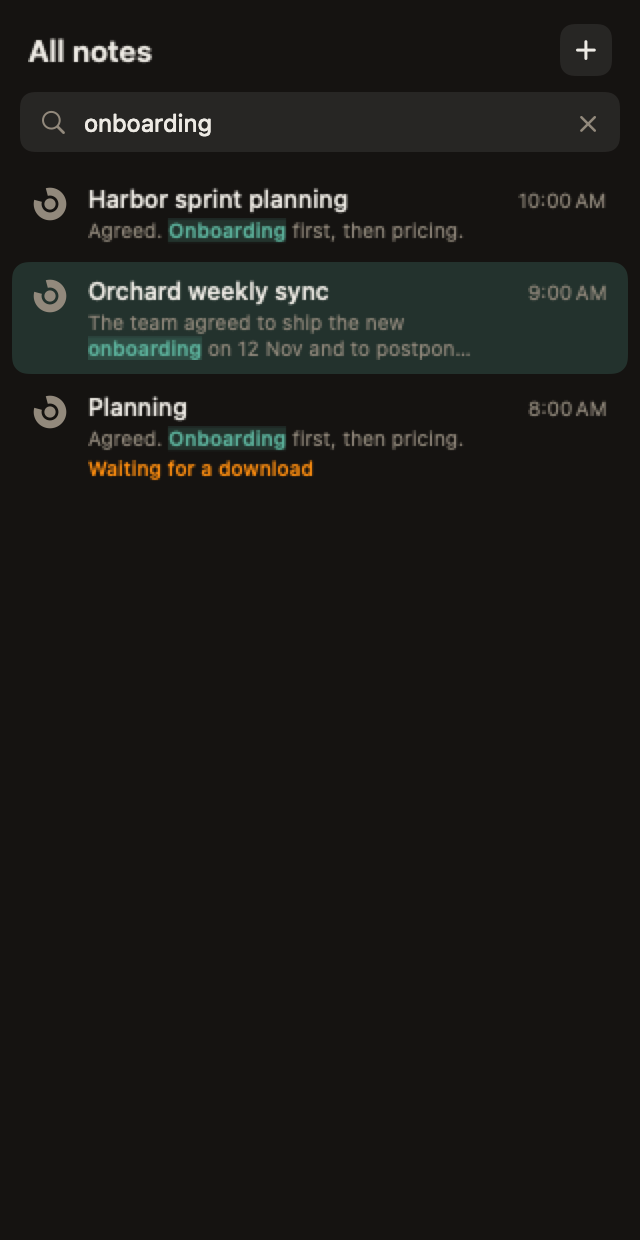 All notes
onboarding
Harbor sprint planning 10:00 AM
Agreed. Onboarding first, then pricing.
Orchard weekly sync 9:00 AM
The team agreed to ship the new
onboarding on 12 Nov and to postpon...
Planning 8:00 AM
Agreed. Onboarding first, then pricing.
Waiting for a download